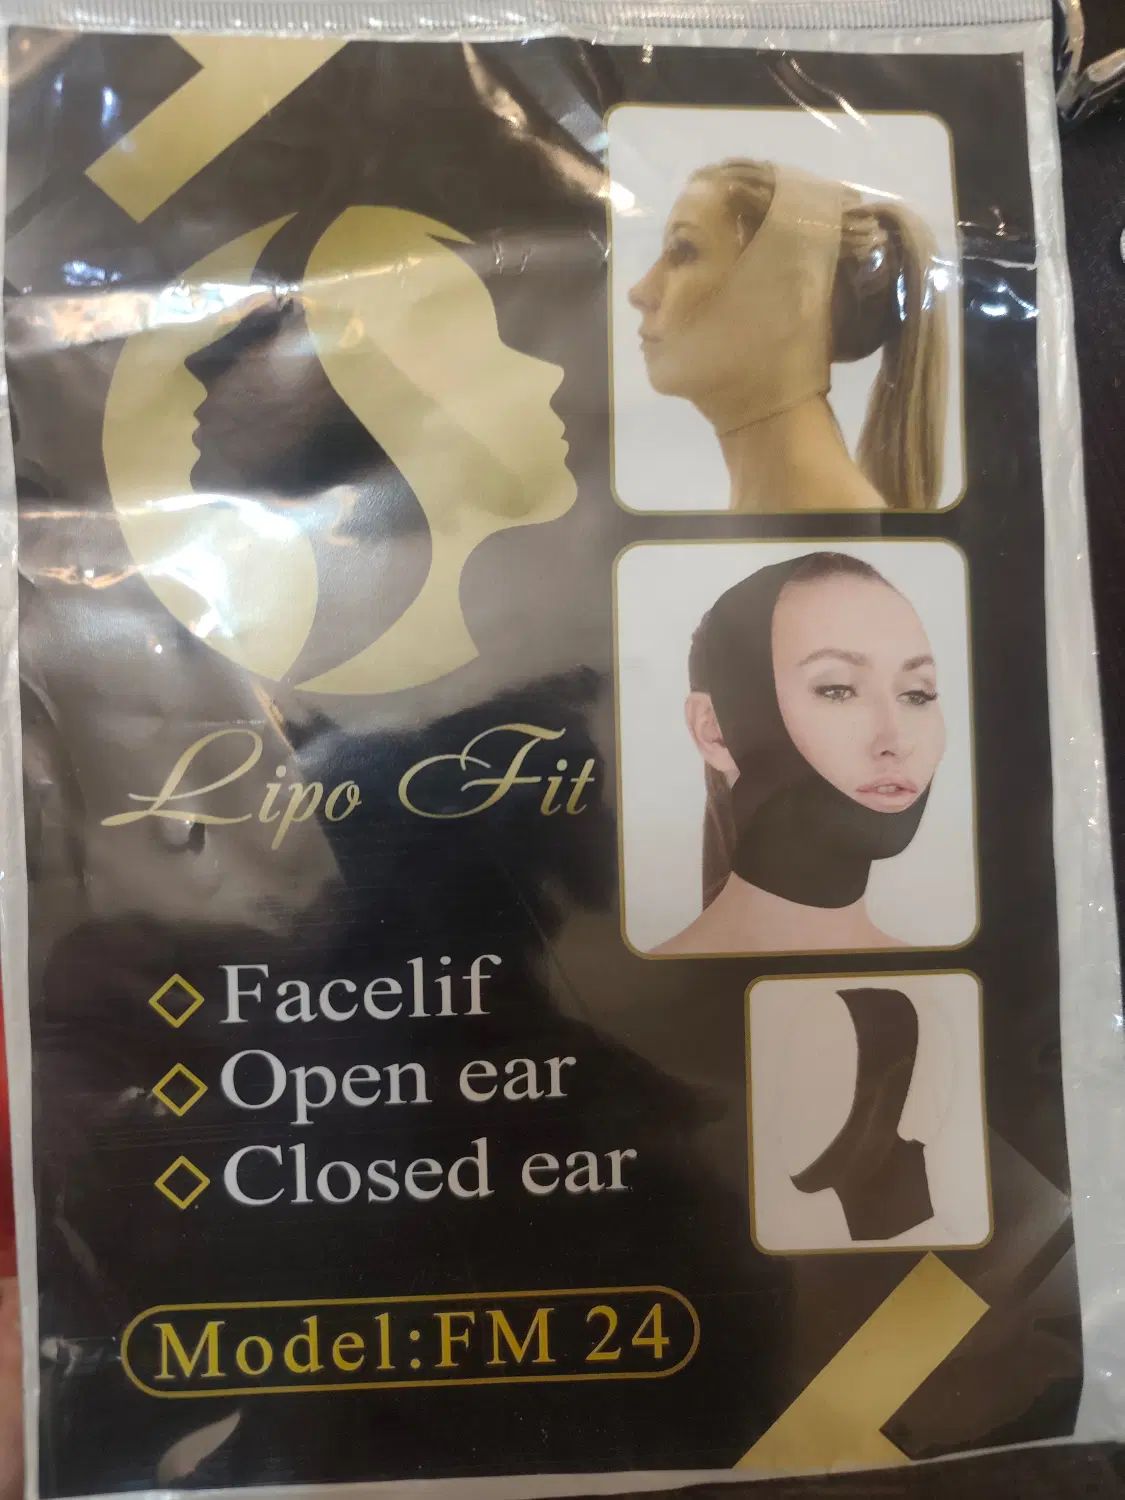 Lipo Fit
Facelif
Open ear
Closed ear
Model:FM 24